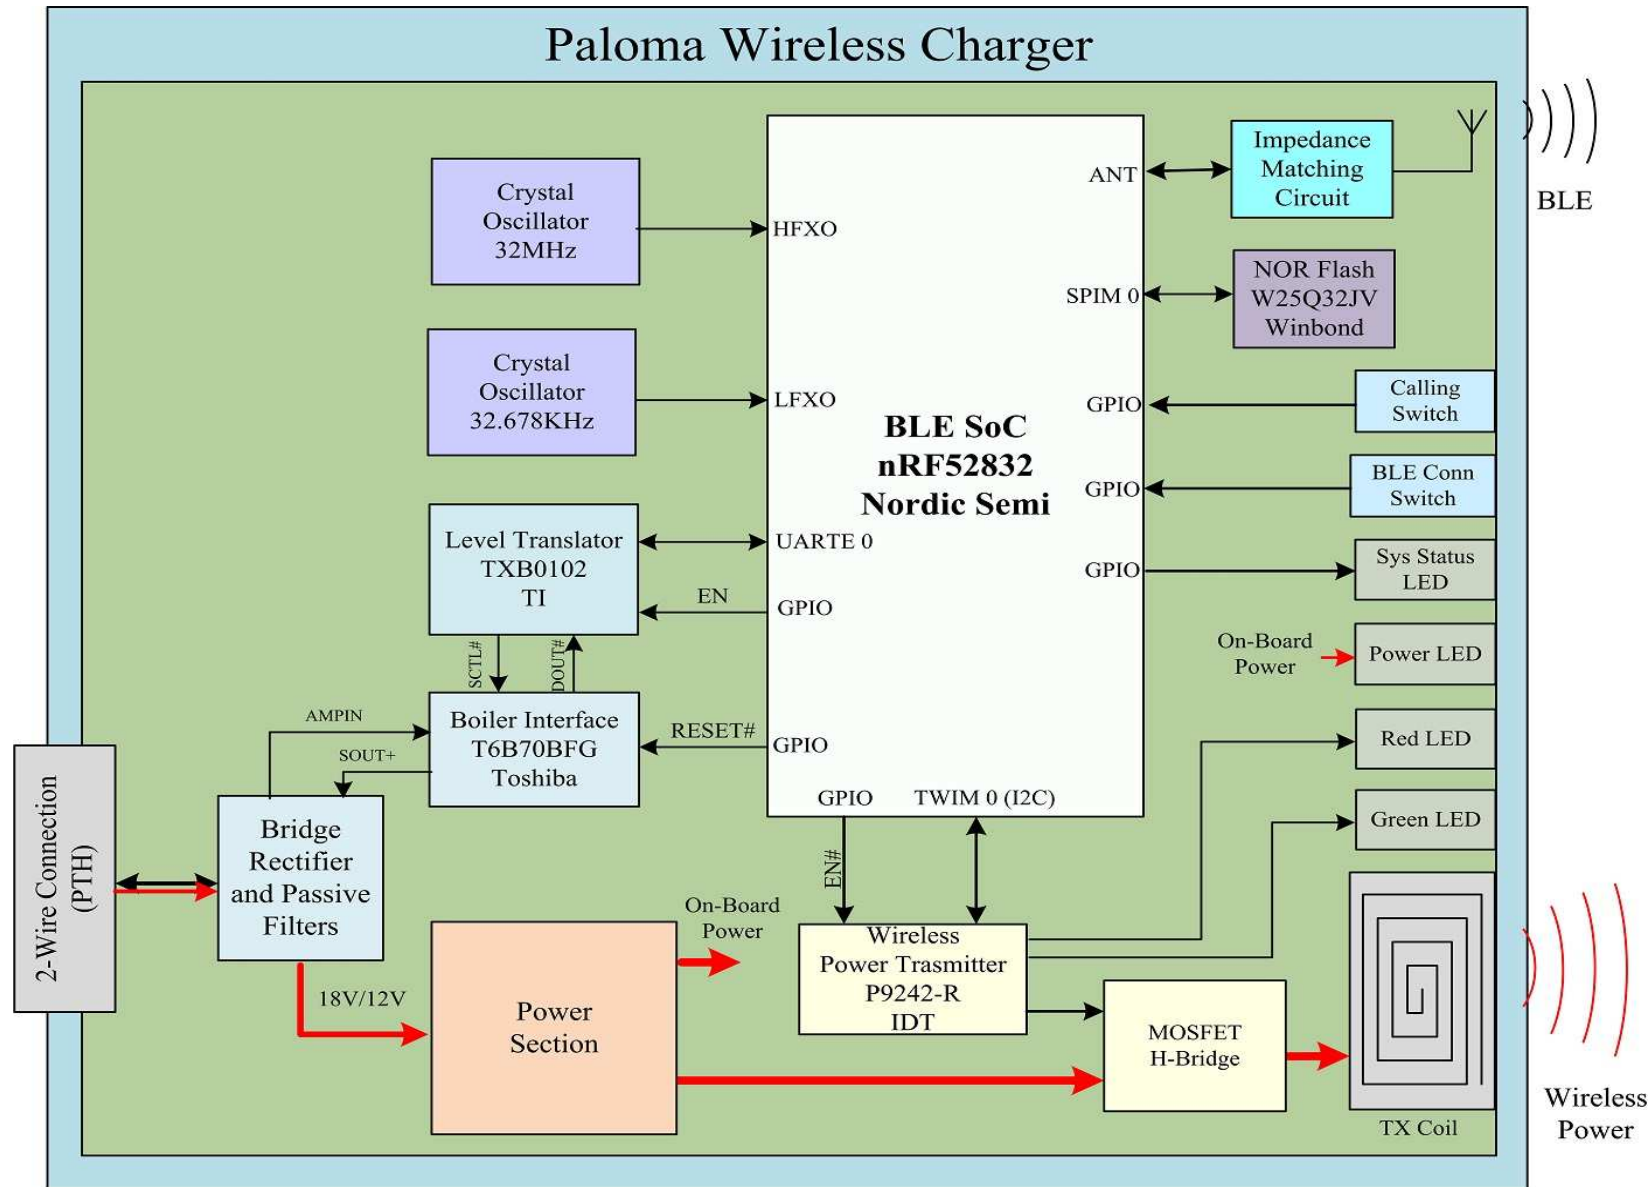 Paloma Wireless Charger
Crystal
Oscillator
32MHz
HFXO
Crystal
Oscillator
32.678KHz
LFXO
Level Translator
TXB0102
TI
UARTE 0
EN
GPIO
SCTL#
DOUT#
Boiler Interface
T6B70BFG
Toshiba
RESET#
GPIO
AMPIN
SOUT+
2-Wire Connection
(PTH)
Bridge
Rectifier
and Passive
Filters
18V/12V
Power
Section
On-Board
Power
BLE SoC
nRF52832
Nordic Semi
ANT
SPIM 0
GPIO
GPIO
GPIO
GPIO
TWIM 0 (I2C)
EN#
Wireless
Power Trasmitter
P9242-R
IDT
MOSFET
H-Bridge
Impedance
Matching
Circuit
BLE
NOR Flash
W25Q32JV
Winbond
Calling
Switch
BLE Conn
Switch
Sys Status
LED
On-Board
Power
Power LED
Red LED
Green LED
TX Coil
Wireless
Power